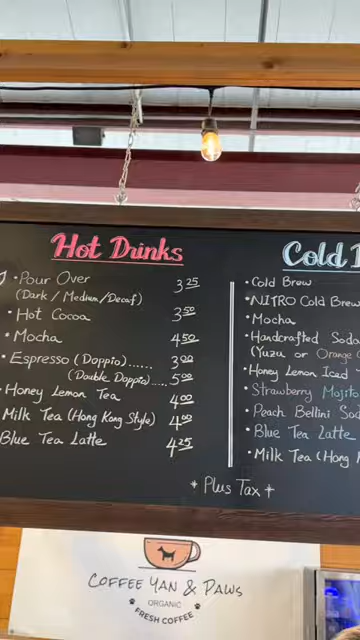 Hot Drinks
• Pour Over 3.25
(Dark / Medium/Decaf)
• Hot Cocoa 3.50
• Mocha 4.50
• Espresso (Doppio)...... 3.00
(Double Doppio).... 5.00
Honey Lemon Tea 4.00
Milk Tea (Hong Kong Style) 4.00
Blue Tea Latte 4.25
Cold
• Cold Brew
• NITRO Cold Brew
• Mocha
• Handcrafted Soda
(Yuzu or Orange
• Honey Lemon Iced
• Strawberry Mojito
• Peach Bellini Sod
• Blue Tea Latte
• Milk Tea (Hong
* Plus Tax *
COFFEE YAN & PAWS
ORGANIC
FRESH COFFEE